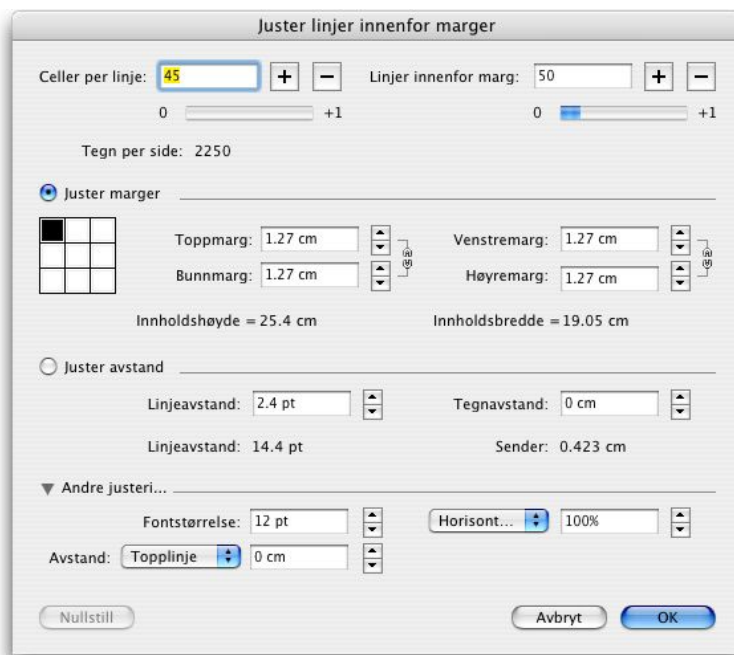 Juster linjer innenfor marger
Celler per linje: 45 + − Linjer innenfor marg: 50 + −
0 +1 0 +1
Tegn per side: 2250
Juster marger
Toppmarg: 1.27 cm Venstremarg: 1.27 cm
Bunnmarg: 1.27 cm Høyremarg: 1.27 cm
Innholdshøyde = 25.4 cm Innholdsbredde = 19.05 cm
Juster avstand
Linjeavstand: 2.4 pt Tegnavstand: 0 cm
Linjeavstand: 14.4 pt Sender: 0.423 cm
Andre justeri...
Fontstørrelse: 12 pt Horisont... 100%
Avstand: Topplinje 0 cm
Nullstill Avbryt OK